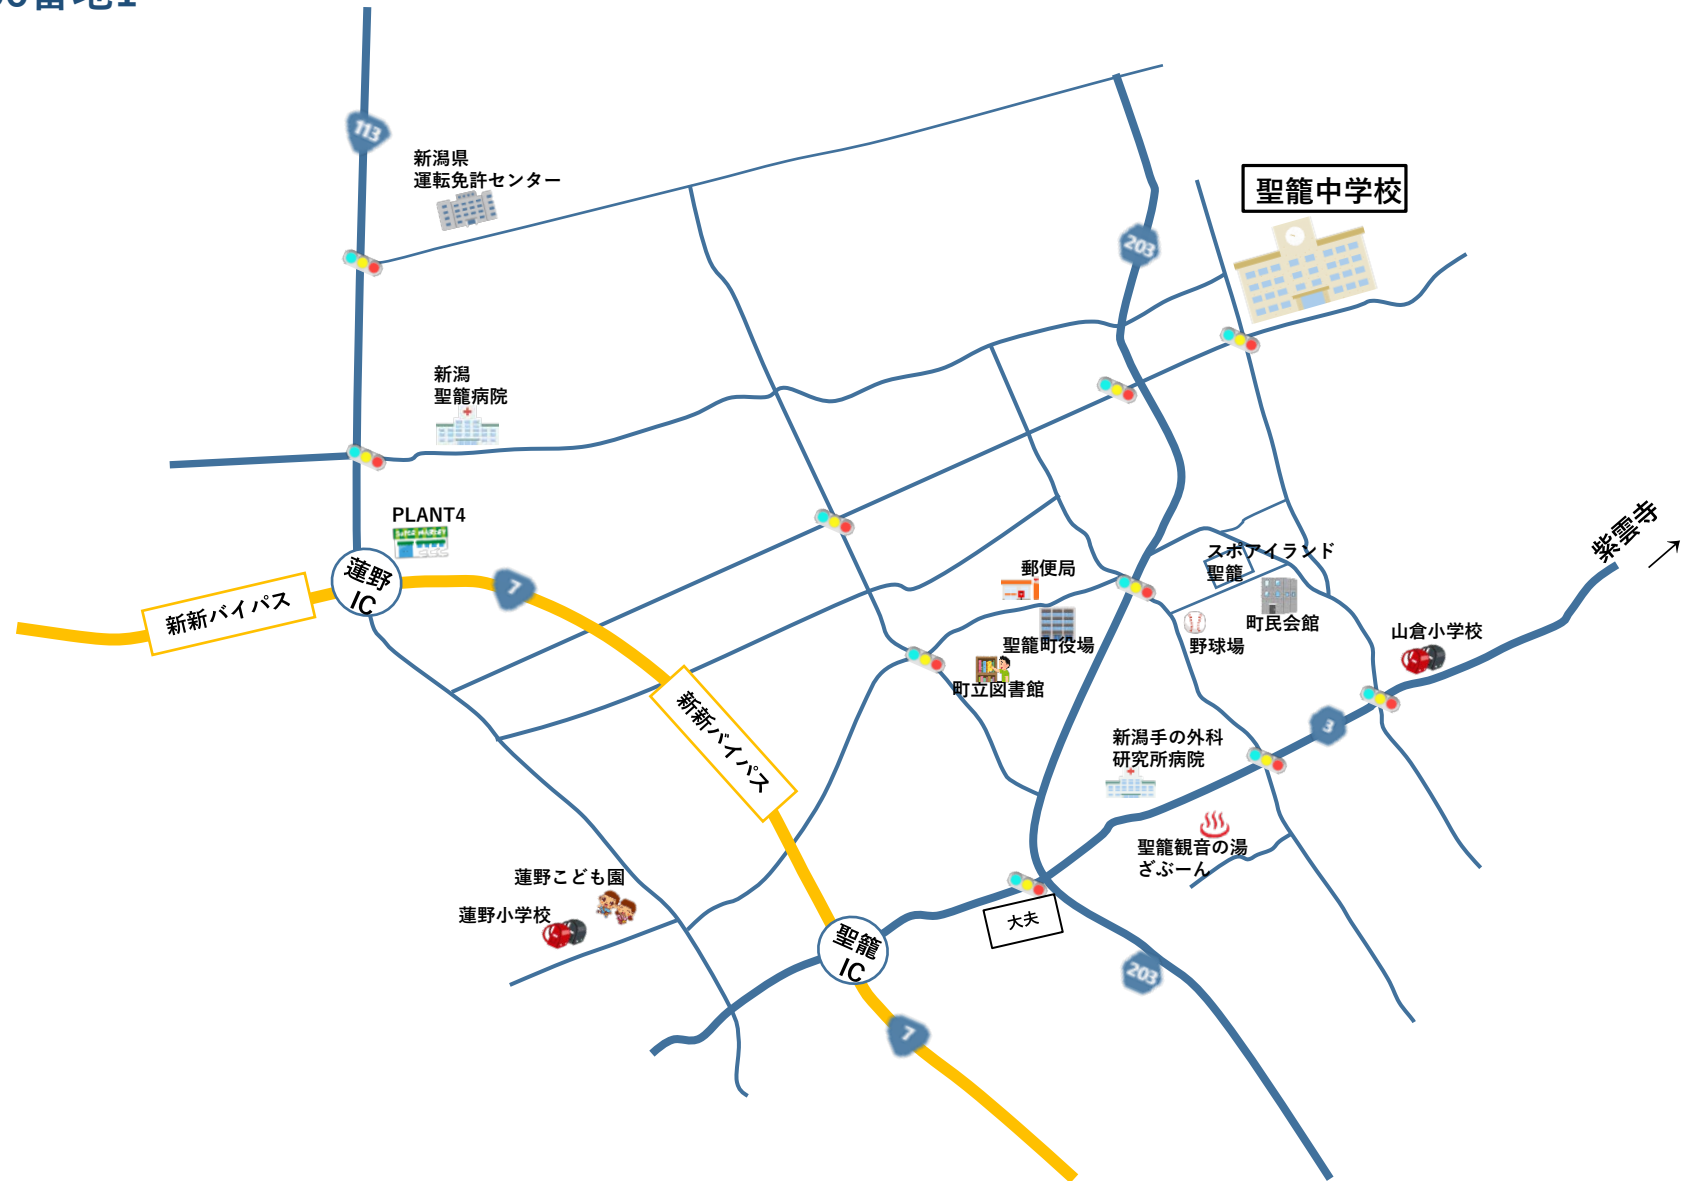 113
新潟県
運転免許センター
聖籠中学校
203
新潟
聖籠病院
PLANT4
蓮野
IC
7
新新バイパス
紫雲寺
スポアイランド
聖籠
郵便局
町民会館
聖籠町役場
野球場
山倉小学校
町立図書館
新新バイパス
3
新潟手の外科
研究所病院
聖籠観音の湯
ざぶーん
蓮野こども園
蓮野小学校
大夫
聖籠
IC
203
7